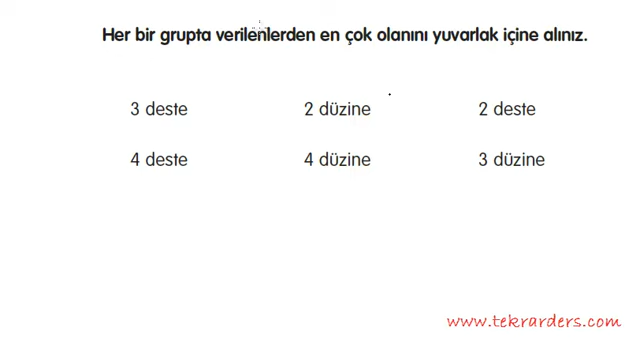 Her bir grupta verilenlerden en çok olanını yuvarlak içine alınız.
3 deste 2 düzine 2 deste
4 deste 4 düzine 3 düzine
www.tekrarders.com